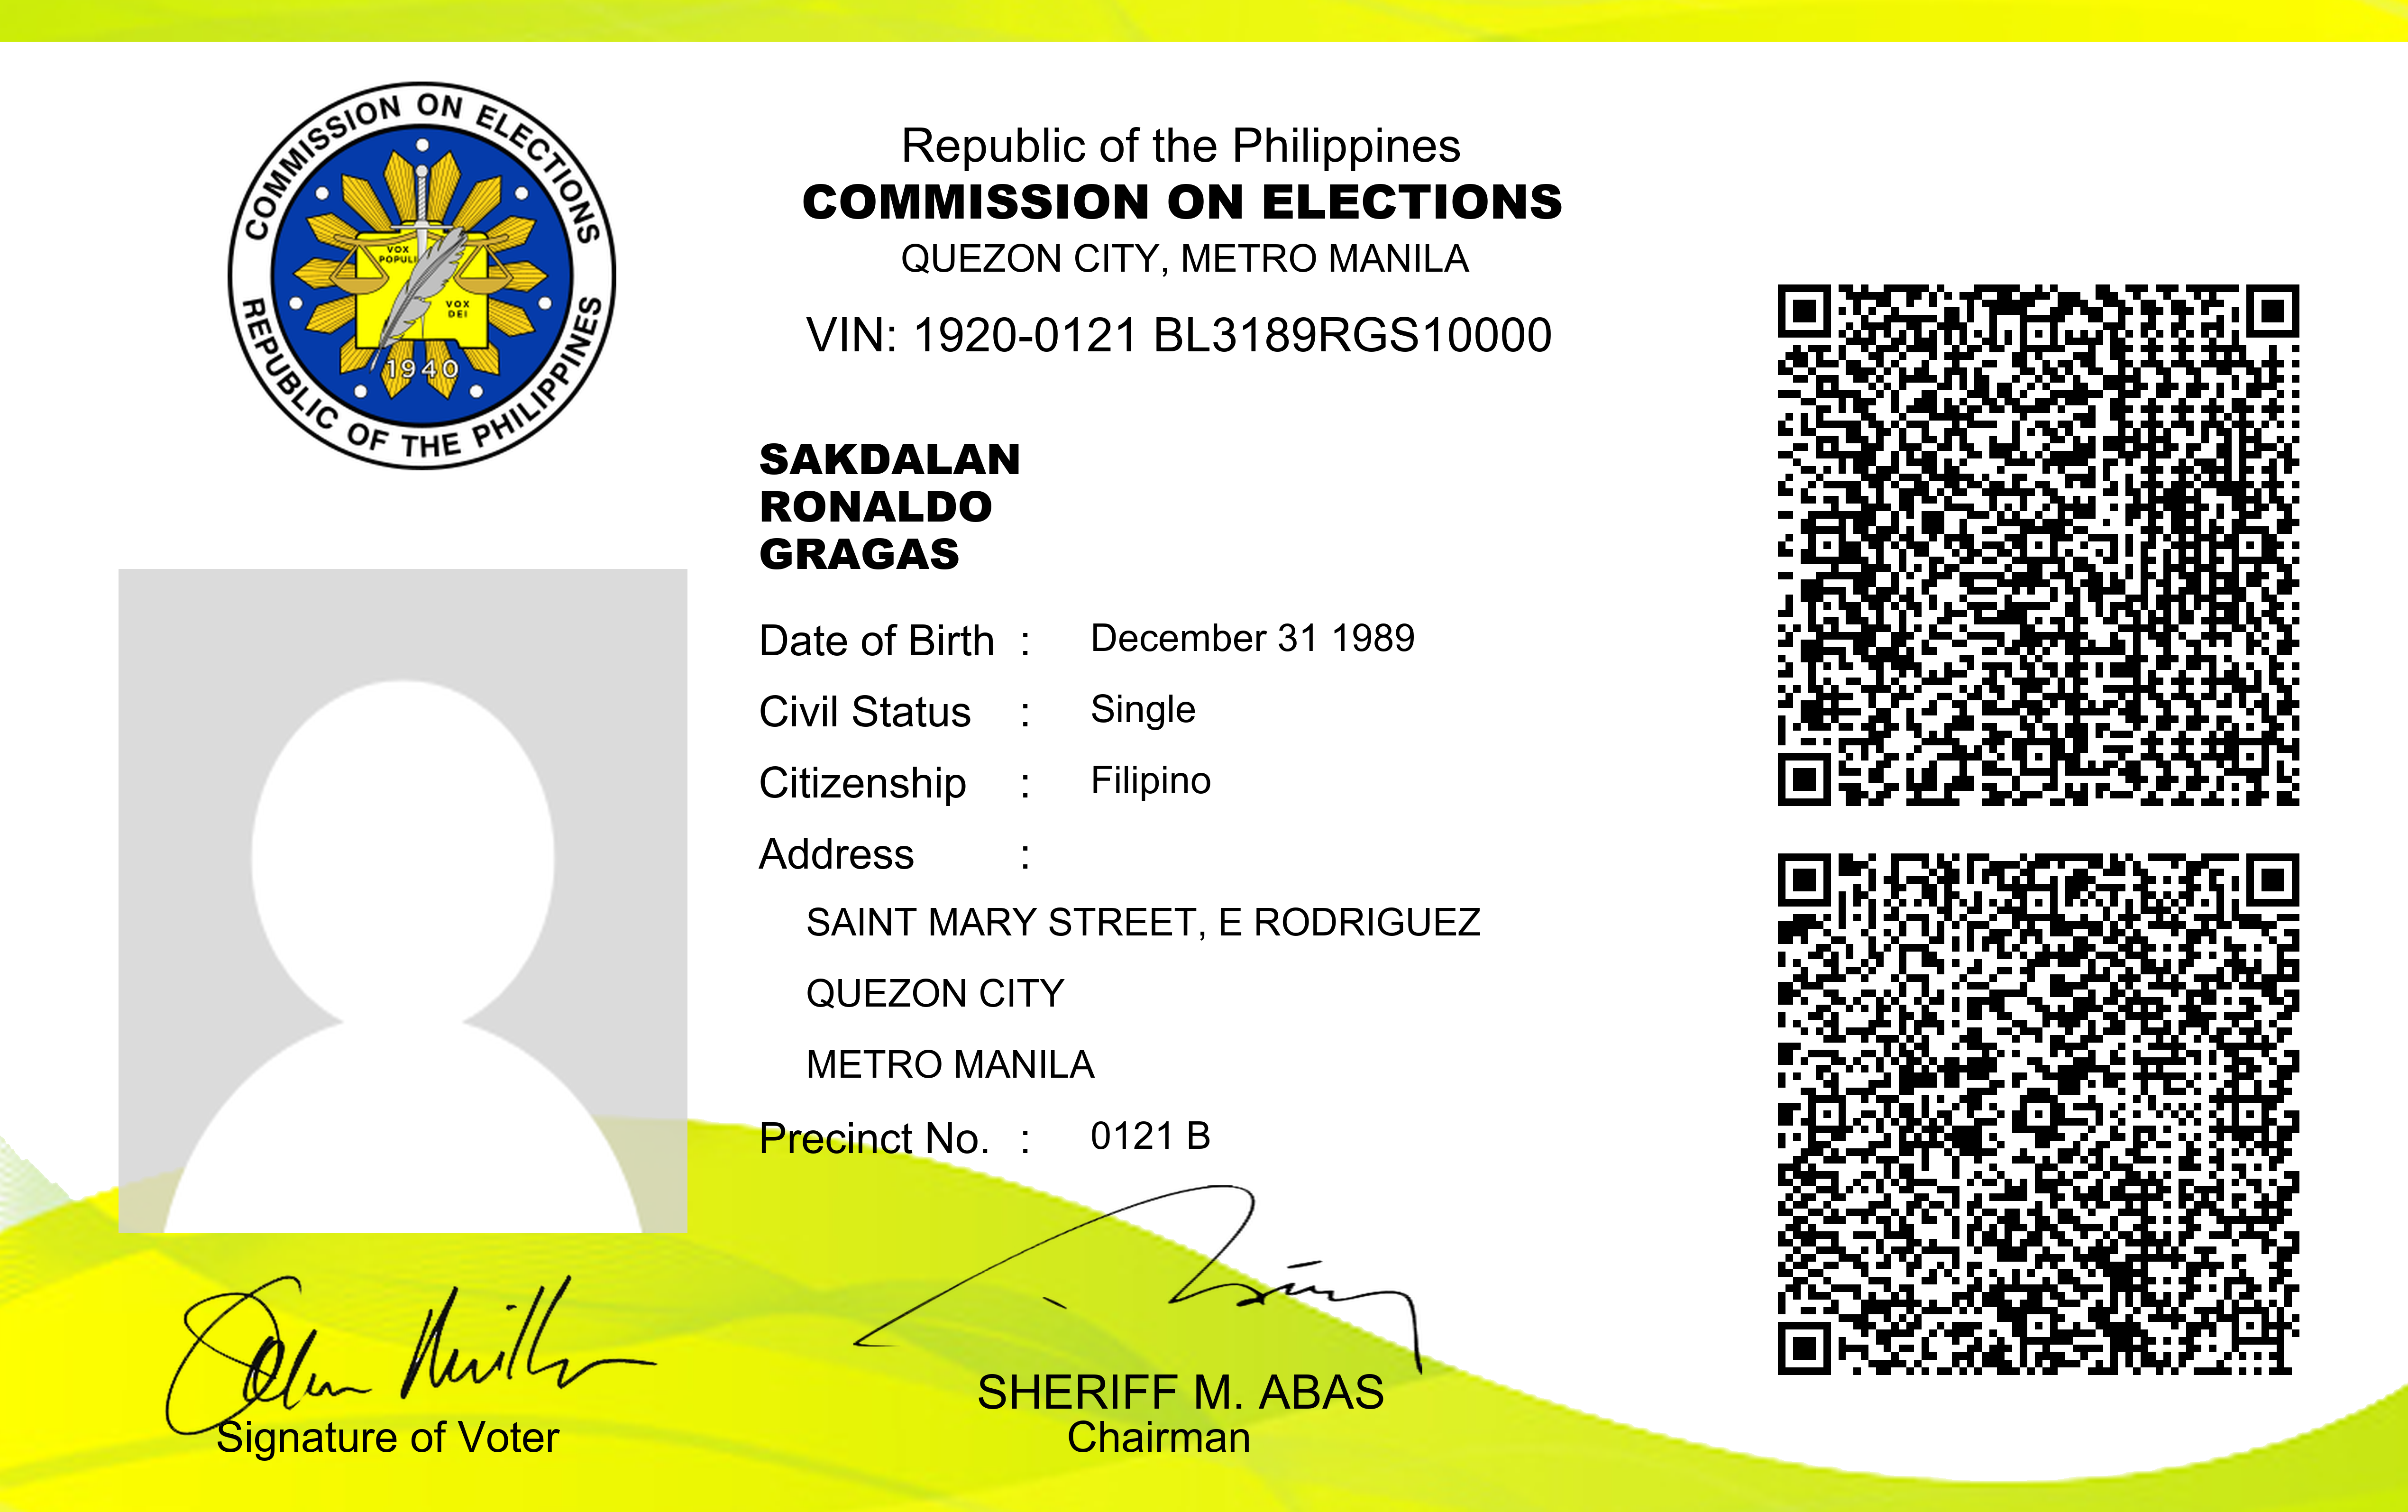 COMMISSION ON ELECTIONS
REPUBLIC OF THE PHILIPPINES
VOX
POPULI
VOX
DEI
1940
Republic of the Philippines
COMMISSION ON ELECTIONS
QUEZON CITY, METRO MANILA
VIN: 1920-0121 BL3189RGS10000
SAKDALAN
RONALDO
GRAGAS
Date of Birth : December 31 1989
Civil Status : Single
Citizenship : Filipino
Address :
SAINT MARY STREET, E RODRIGUEZ
QUEZON CITY
METRO MANILA
Precinct No. : 0121 B
Signature of Voter
SHERIFF M. ABAS
Chairman